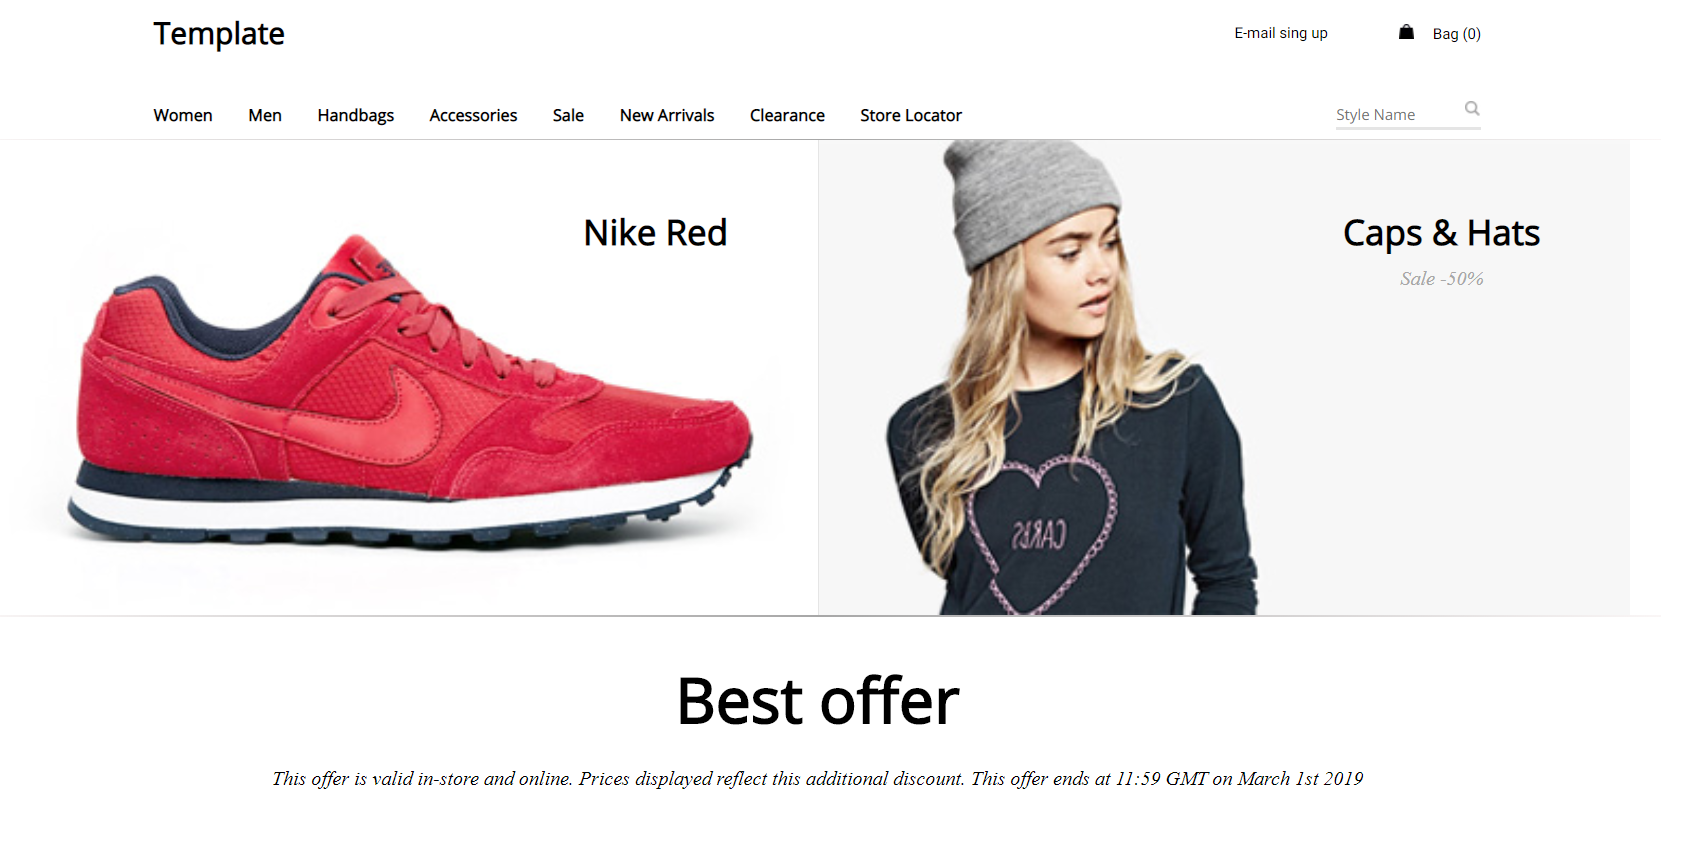 Template
E-mail sing up
Bag (0)
Women Men Handbags Accessories Sale New Arrivals Clearance Store Locator
Style Name
Nike Red
Caps & Hats
Sale -50%
CARLS
Best offer
This offer is valid in-store and online. Prices displayed reflect this additional discount. This offer ends at 11:59 GMT on March 1st 2019